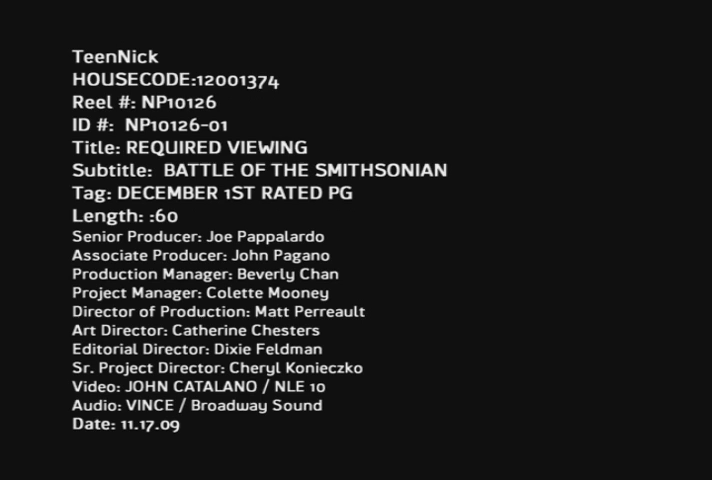 TeenNick
HOUSECODE:12001374
Reel #: NP10126
ID #:  NP10126-01
Title: REQUIRED VIEWING
Subtitle:  BATTLE OF THE SMITHSONIAN
Tag: DECEMBER 1ST RATED PG
Length: :60
Senior Producer: Joe Pappalardo
Associate Producer: John Pagano
Production Manager: Beverly Chan
Project Manager: Colette Mooney
Director of Production: Matt Perreault
Art Director: Catherine Chesters
Editorial Director: Dixie Feldman
Sr. Project Director: Cheryl Konieczko
Video: JOHN CATALANO / NLE 10
Audio: VINCE / Broadway Sound
Date: 11.17.09